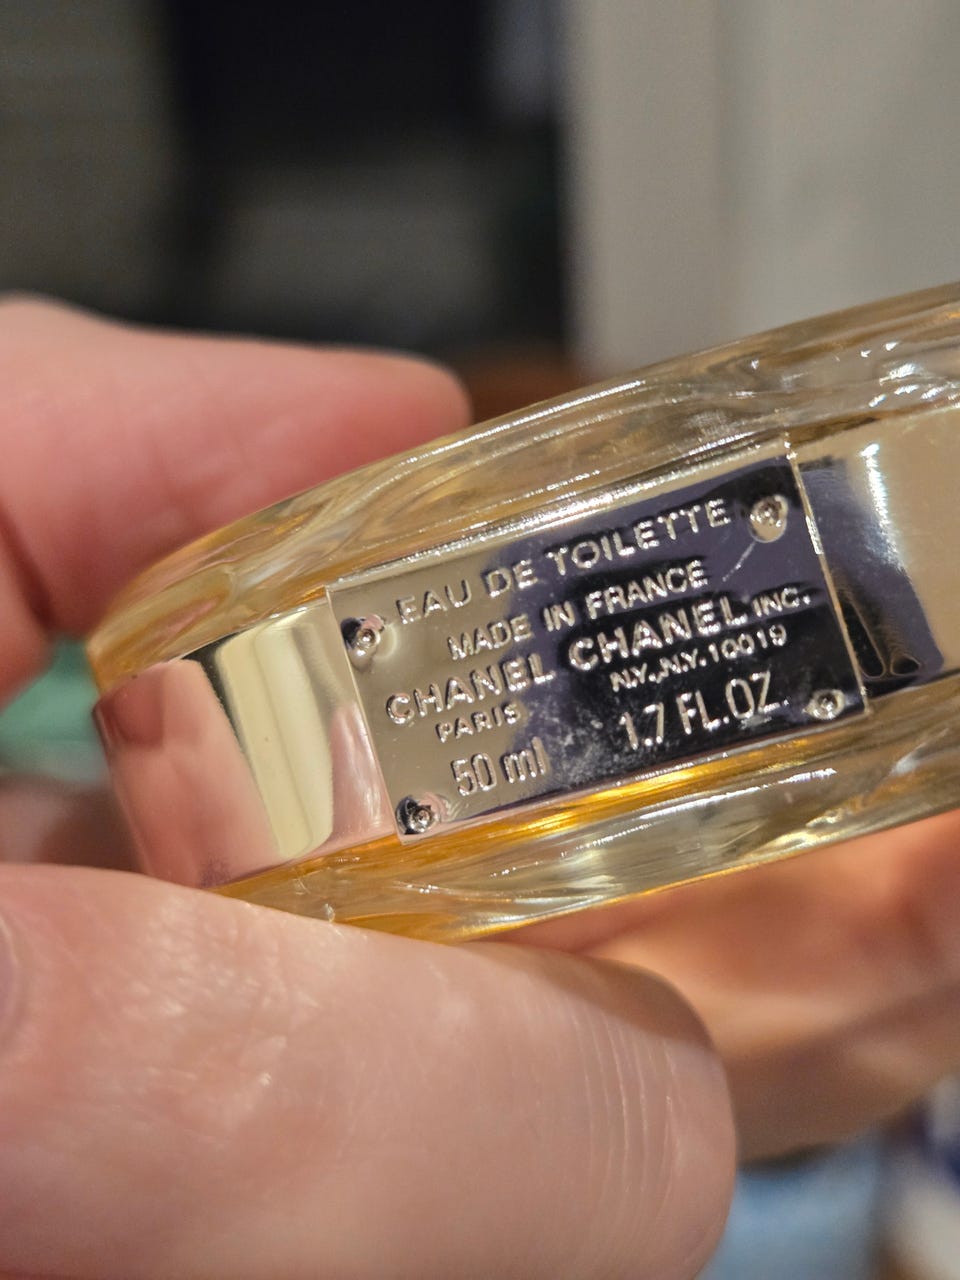 EAU DE TOILETTE
MADE IN FRANCE
CHANEL CHANEL INC.
PARIS N.Y.,N.Y.10019
50 ml 1.7 FL.OZ.